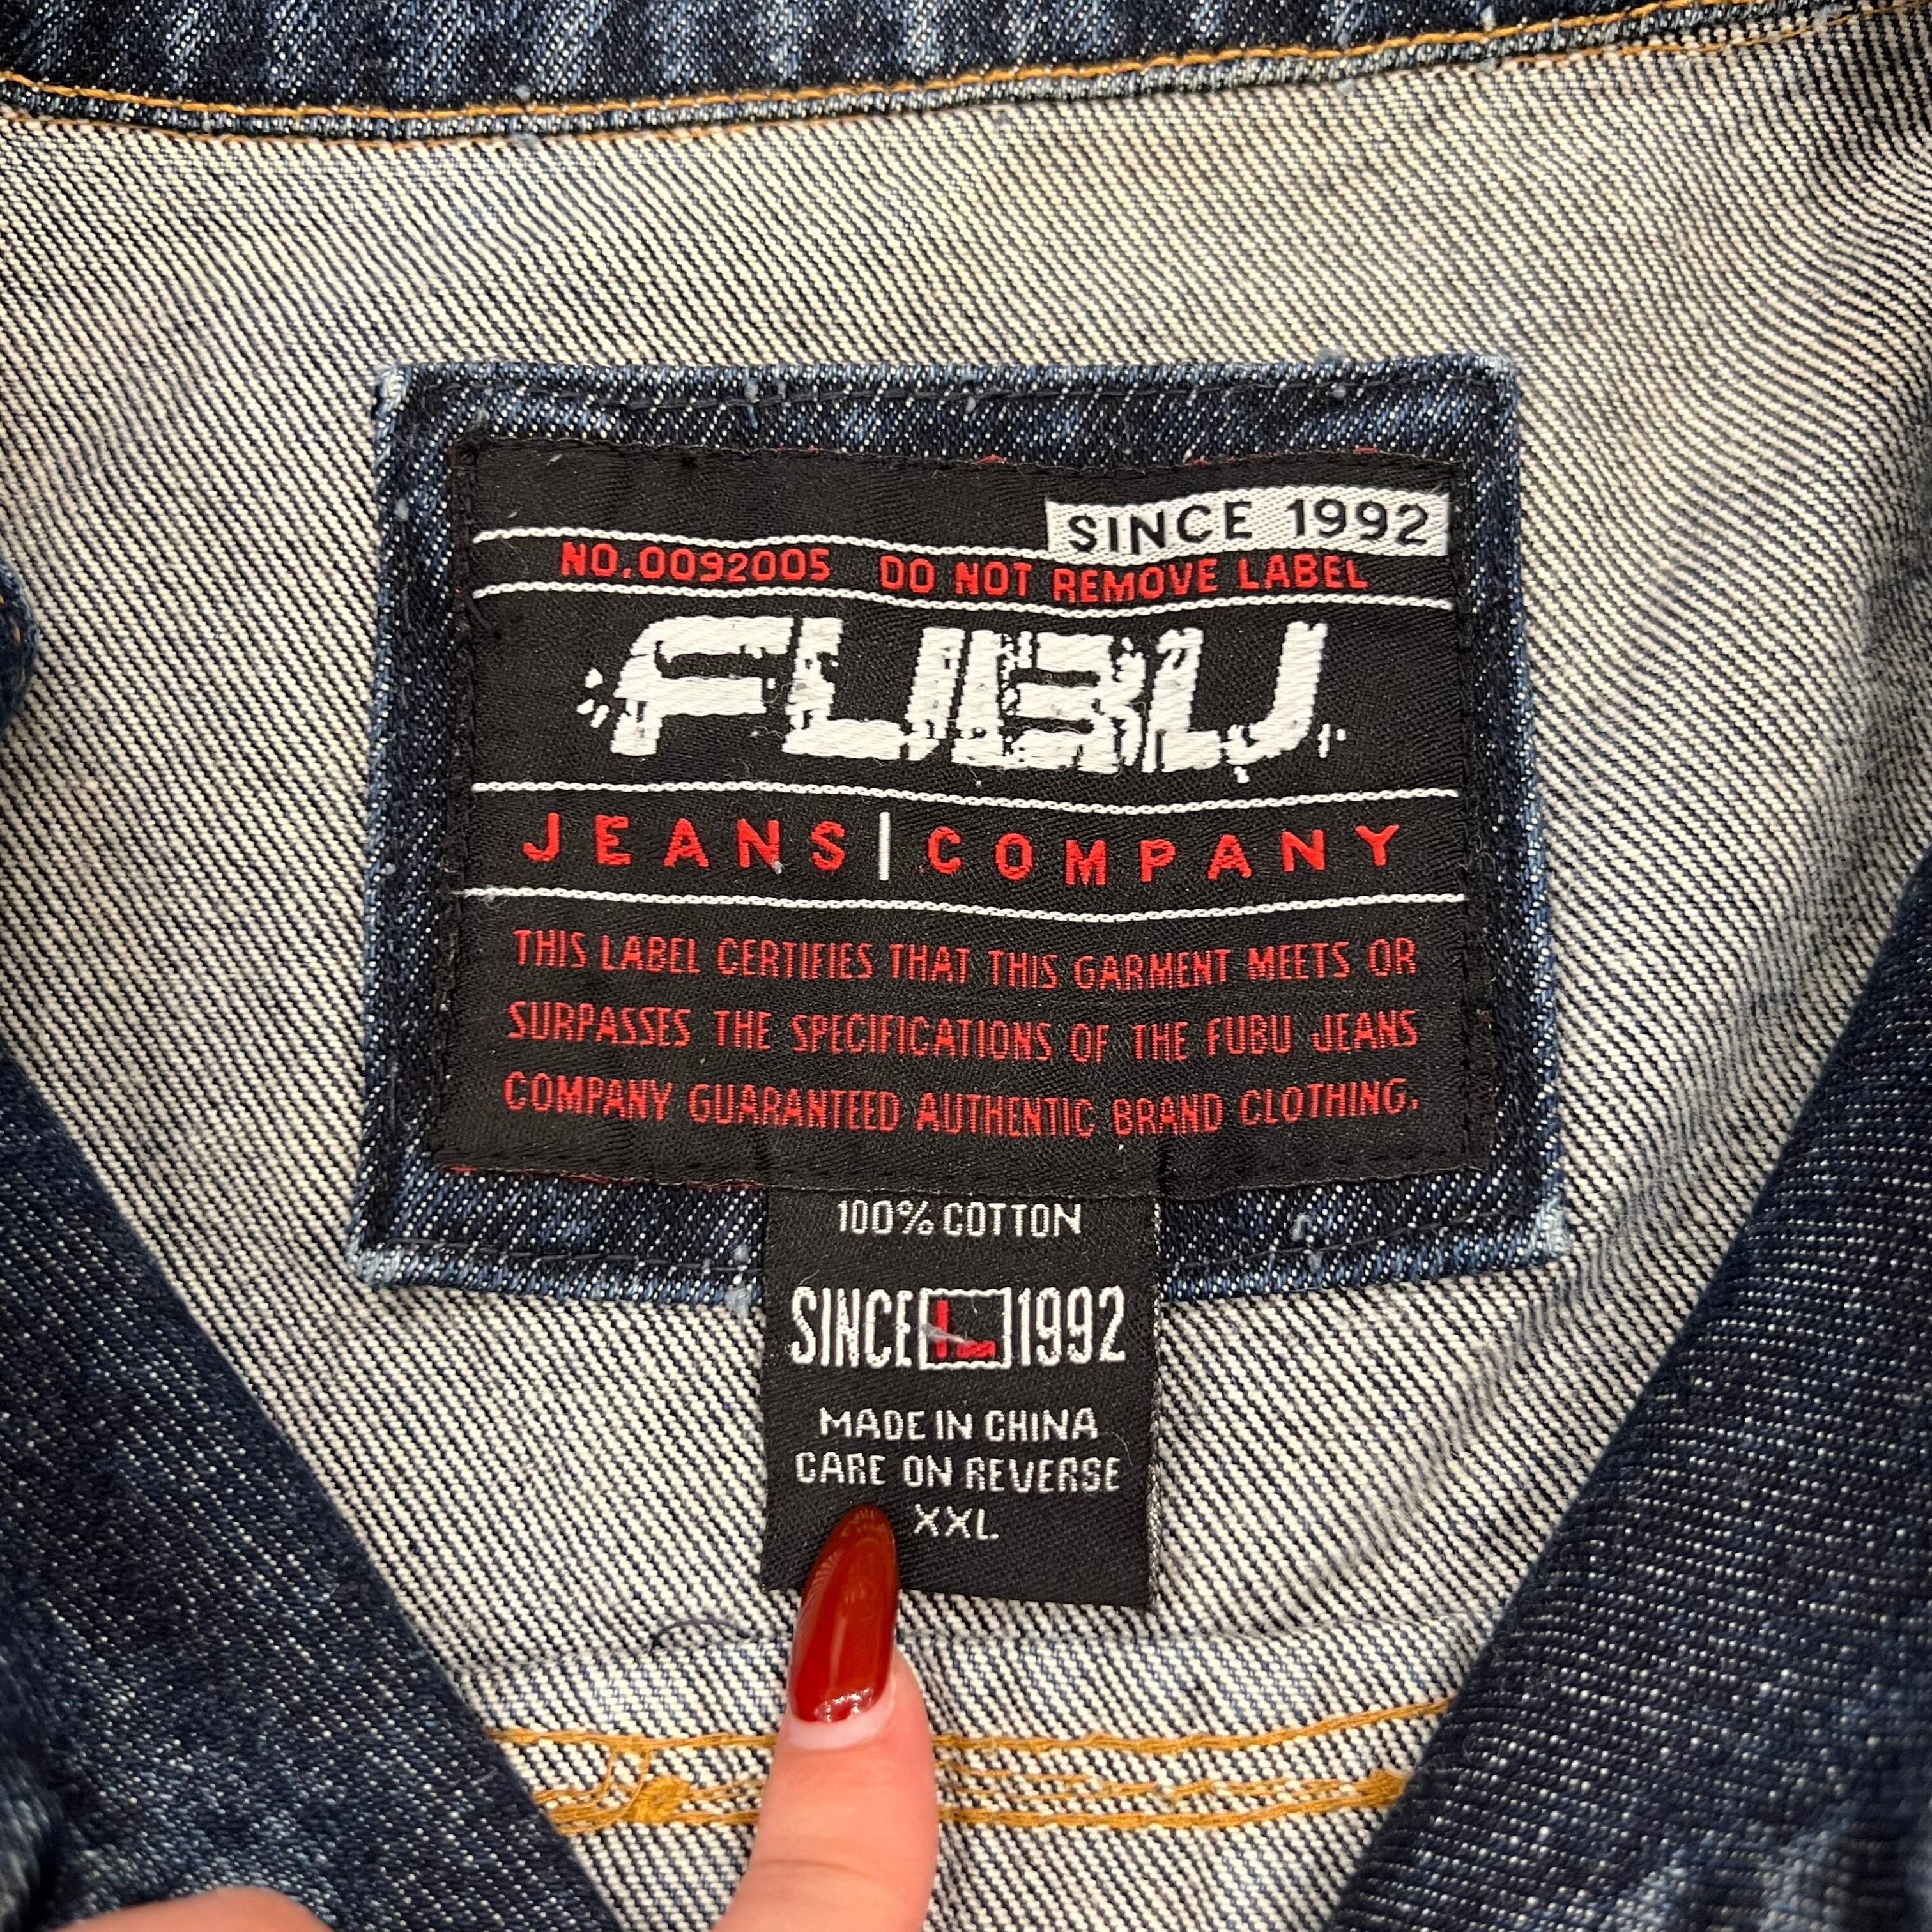 SINCE 1992
NO.0092005 DO NOT REMOVE LABEL
FUBU
JEANS | COMPANY
THIS LABEL CERTIFIES THAT THIS GARMENT MEETS OR
SURPASSES THE SPECIFICATIONS OF THE FUBU JEANS
COMPANY GUARANTEED AUTHENTIC BRAND CLOTHING.
100% COTTON
SINCE L 1992
MADE IN CHINA
CARE ON REVERSE
XXL